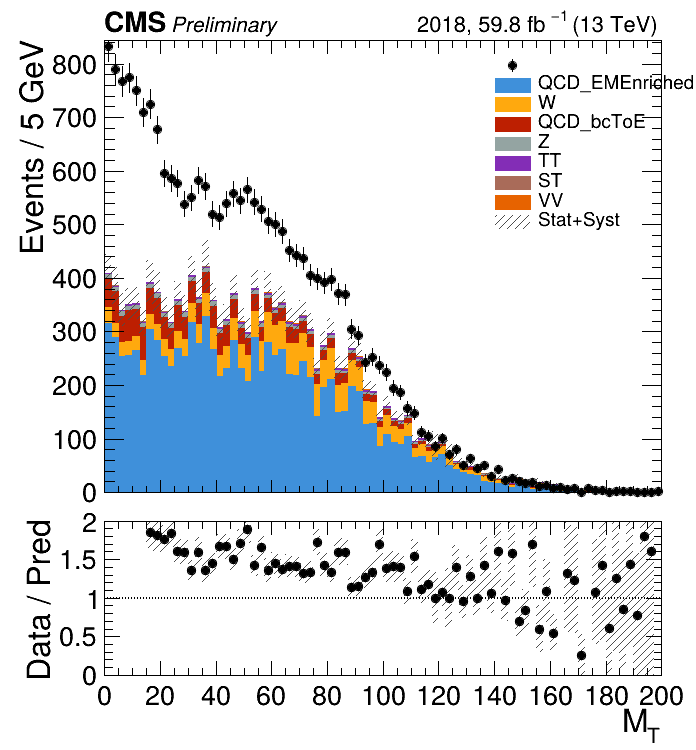 CMS Preliminary 2018, 59.8 fb⁻¹ (13 TeV)
Events / 5 GeV
800
700
600
500
400
300
200
100
0
QCD_EMEnriched
W
QCD_bcToE
Z
TT
ST
VV
Stat+Syst
Data / Pred
2
1.5
1
0.5
0
0 20 40 60 80 100 120 140 160 180 200
M_T